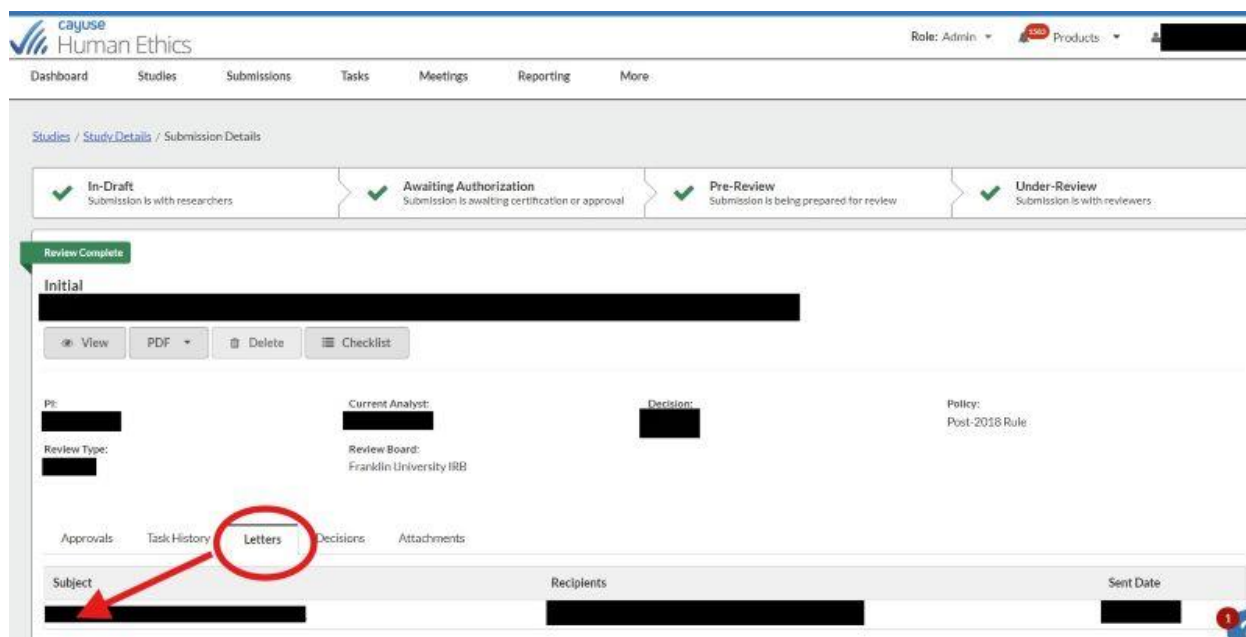 cayuse
Human Ethics
Role: Admin
1563
Products
Dashboard Studies Submissions Tasks Meetings Reporting More
Studies / Study Details / Submission Details
In-Draft
Submission is with researchers
Awaiting Authorization
Submission is awaiting certification or approval
Pre-Review
Submission is being prepared for review
Under-Review
Submission is with reviewers
Review Complete
Initial
View PDF Delete Checklist
PI: Current Analyst: Decision: Policy:
Post-2018 Rule
Review Type: Review Board:
Franklin University IRB
Approvals Task History Letters Decisions Attachments
Subject Recipients Sent Date
1